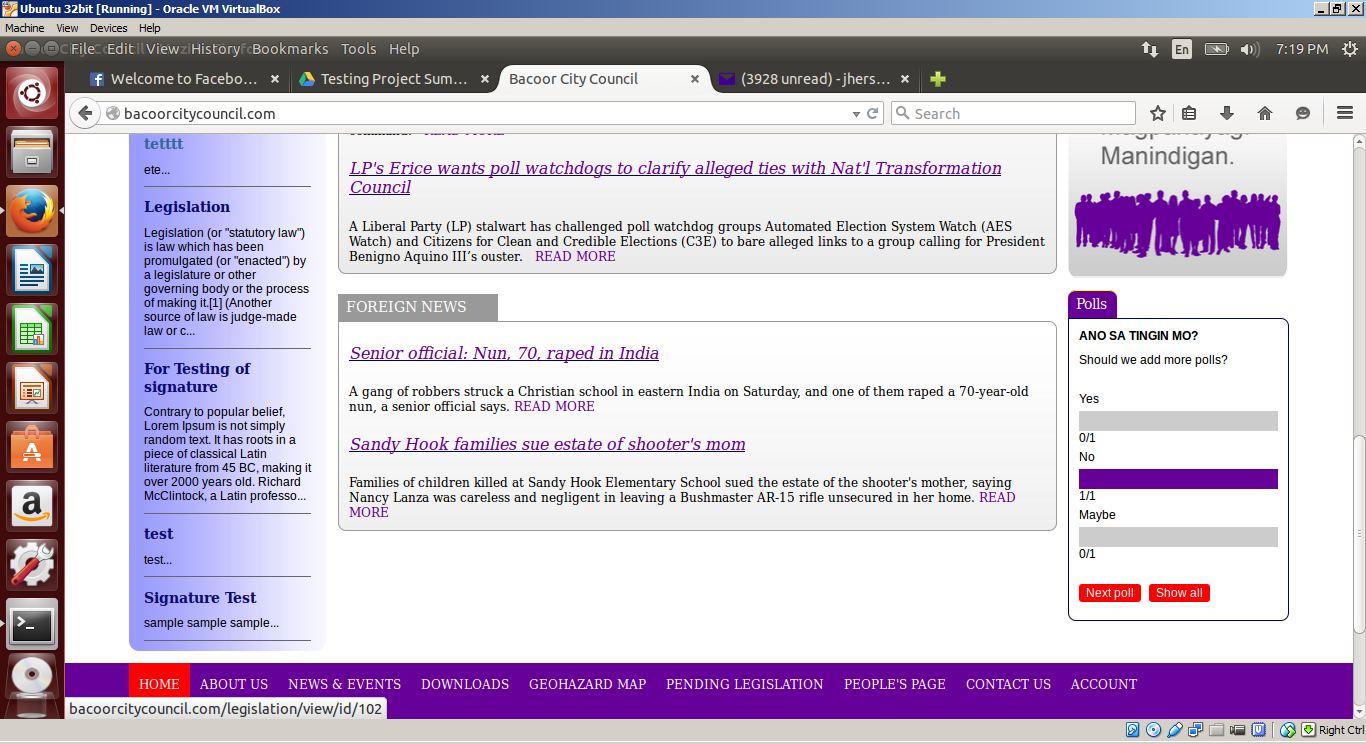 Ubuntu 32bit [Running] - Oracle VM VirtualBox
Machine View Devices Help
File Edit View History Bookmarks Tools Help
En
7:19 PM
Welcome to Facebo...
Testing Project Sum...
Bacoor City Council
(3928 unread) - jhers...
bacoorcitycouncil.com
Search
tetttt
ete...
Legislation
Legislation (or "statutory law")
is law which has been
promulgated (or "enacted") by
a legislature or other
governing body or the process
of making it.[1] (Another
source of law is judge-made
law or c...
For Testing of
signature
Contrary to popular belief,
Lorem Ipsum is not simply
random text. It has roots in a
piece of classical Latin
literature from 45 BC, making it
over 2000 years old. Richard
McClintock, a Latin professo...
test
test...
Signature Test
sample sample sample...
command. READ MORE
LP's Erice wants poll watchdogs to clarify alleged ties with Nat'l Transformation
Council
A Liberal Party (LP) stalwart has challenged poll watchdog groups Automated Election System Watch (AES
Watch) and Citizens for Clean and Credible Elections (C3E) to bare alleged links to a group calling for President
Benigno Aquino III’s ouster. READ MORE
FOREIGN NEWS
Senior official: Nun, 70, raped in India
A gang of robbers struck a Christian school in eastern India on Saturday, and one of them raped a 70-year-old
nun, a senior official says. READ MORE
Sandy Hook families sue estate of shooter's mom
Families of children killed at Sandy Hook Elementary School sued the estate of the shooter's mother, saying
Nancy Lanza was careless and negligent in leaving a Bushmaster AR-15 rifle unsecured in her home. READ
MORE
Manindigan.
Polls
ANO SA TINGIN MO?
Should we add more polls?
Yes
0/1
No
1/1
Maybe
0/1
Next poll Show all
HOME ABOUT US NEWS & EVENTS DOWNLOADS GEOHAZARD MAP PENDING LEGISLATION PEOPLE'S PAGE CONTACT US ACCOUNT
bacoorcitycouncil.com/legislation/view/id/102
Right Ctrl